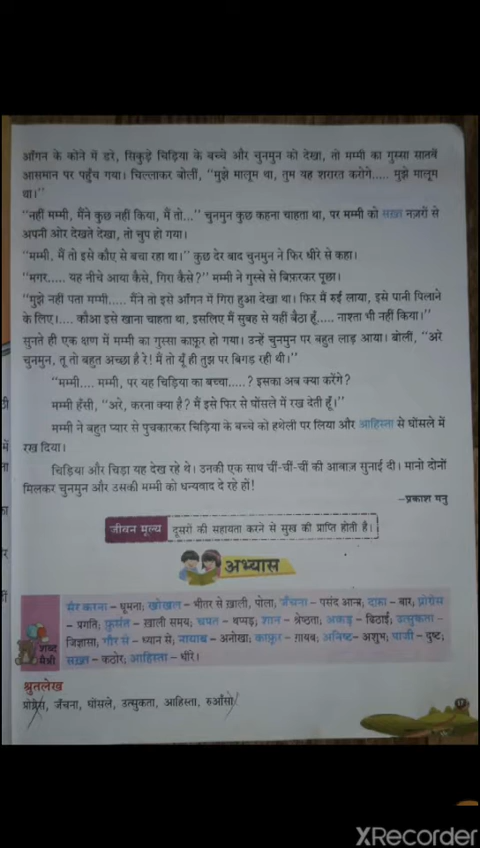 आँगन के कोने में डरे, सिकुड़े चिड़िया के बच्चे और चुनमुन को देखा, तो मम्मी का गुस्सा सातवें
आसमान पर पहुँच गया। चिल्लाकर बोलीं, “मुझे मालूम था, तुम यह शरारत करोगे..... मुझे मालूम
था।”
“नहीं मम्मी, मैंने कुछ नहीं किया, मैं तो...” चुनमुन कुछ कहना चाहता था, पर मम्मी को सख़्त नज़रों से
अपनी ओर देखते देखा, तो चुप हो गया।
“मम्मी, मैं तो इसे कौए से बचा रहा था।” कुछ देर बाद चुनमुन ने फिर धीरे से कहा।
“मगर..... यह नीचे आया कैसे, गिरा कैसे?” मम्मी ने गुस्से से बिफरकर पूछा।
“मुझे नहीं पता मम्मी..... मैंने तो इसे आँगन में गिरा हुआ देखा था। फिर मैं रुई लाया, इसे पानी पिलाने
के लिए।.... कौआ इसे खाना चाहता था, इसलिए मैं सुबह से यहीं बैठा हूँ..... नाश्ता भी नहीं किया।”
सुनते ही एक क्षण में मम्मी का गुस्सा काफ़ूर हो गया। उन्हें चुनमुन पर बहुत लाड़ आया। बोलीं, “अरे
चुनमुन, तू तो बहुत अच्छा है रे! मैं तो यूँ ही तुझ पर बिगड़ रही थी।”
“मम्मी.... मम्मी, पर यह चिड़िया का बच्चा.....? इसका अब क्या करेंगे?
मम्मी हँसीं, “अरे, करना क्या है? मैं इसे फिर से घोंसले में रख देती हूँ।”
मम्मी ने बहुत प्यार से पुचकारकर चिड़िया के बच्चे को हथेली पर लिया और आहिस्ता से घोंसले में
रख दिया।
चिड़िया और चिड़ा यह देख रहे थे। उनकी एक साथ चीं-चीं-चीं की आवाज़ सुनाई दी। मानो दोनों
मिलकर चुनमुन और उसकी मम्मी को धन्यवाद दे रहे हों!
–प्रकाश मनु
जीवन मूल्य दूसरों की सहायता करने से सुख की प्राप्ति होती है।
अभ्यास
सैर करना – घूमना; खोखल – भीतर से ख़ाली, पोला; जँचना – पसंद आना; दफ़ा – बार; प्रोग्रेस
– प्रगति; फ़ुर्सत – ख़ाली समय; चपत – थप्पड़; शान – श्रेष्ठता; अकड़ – ढिठाई; उत्सुकता –
जिज्ञासा; गौर से – ध्यान से; नायाब – अनोखा; काफ़ूर – ग़ायब; अनिष्ट – अशुभ; पाजी – दुष्ट;
सख़्त – कठोर; आहिस्ता – धीरे।
शब्द
मैत्री
श्रुतलेख
प्रोग्रेस, जँचना, घोंसले, उत्सुकता, आहिस्ता, रुआँसो
XRecorder